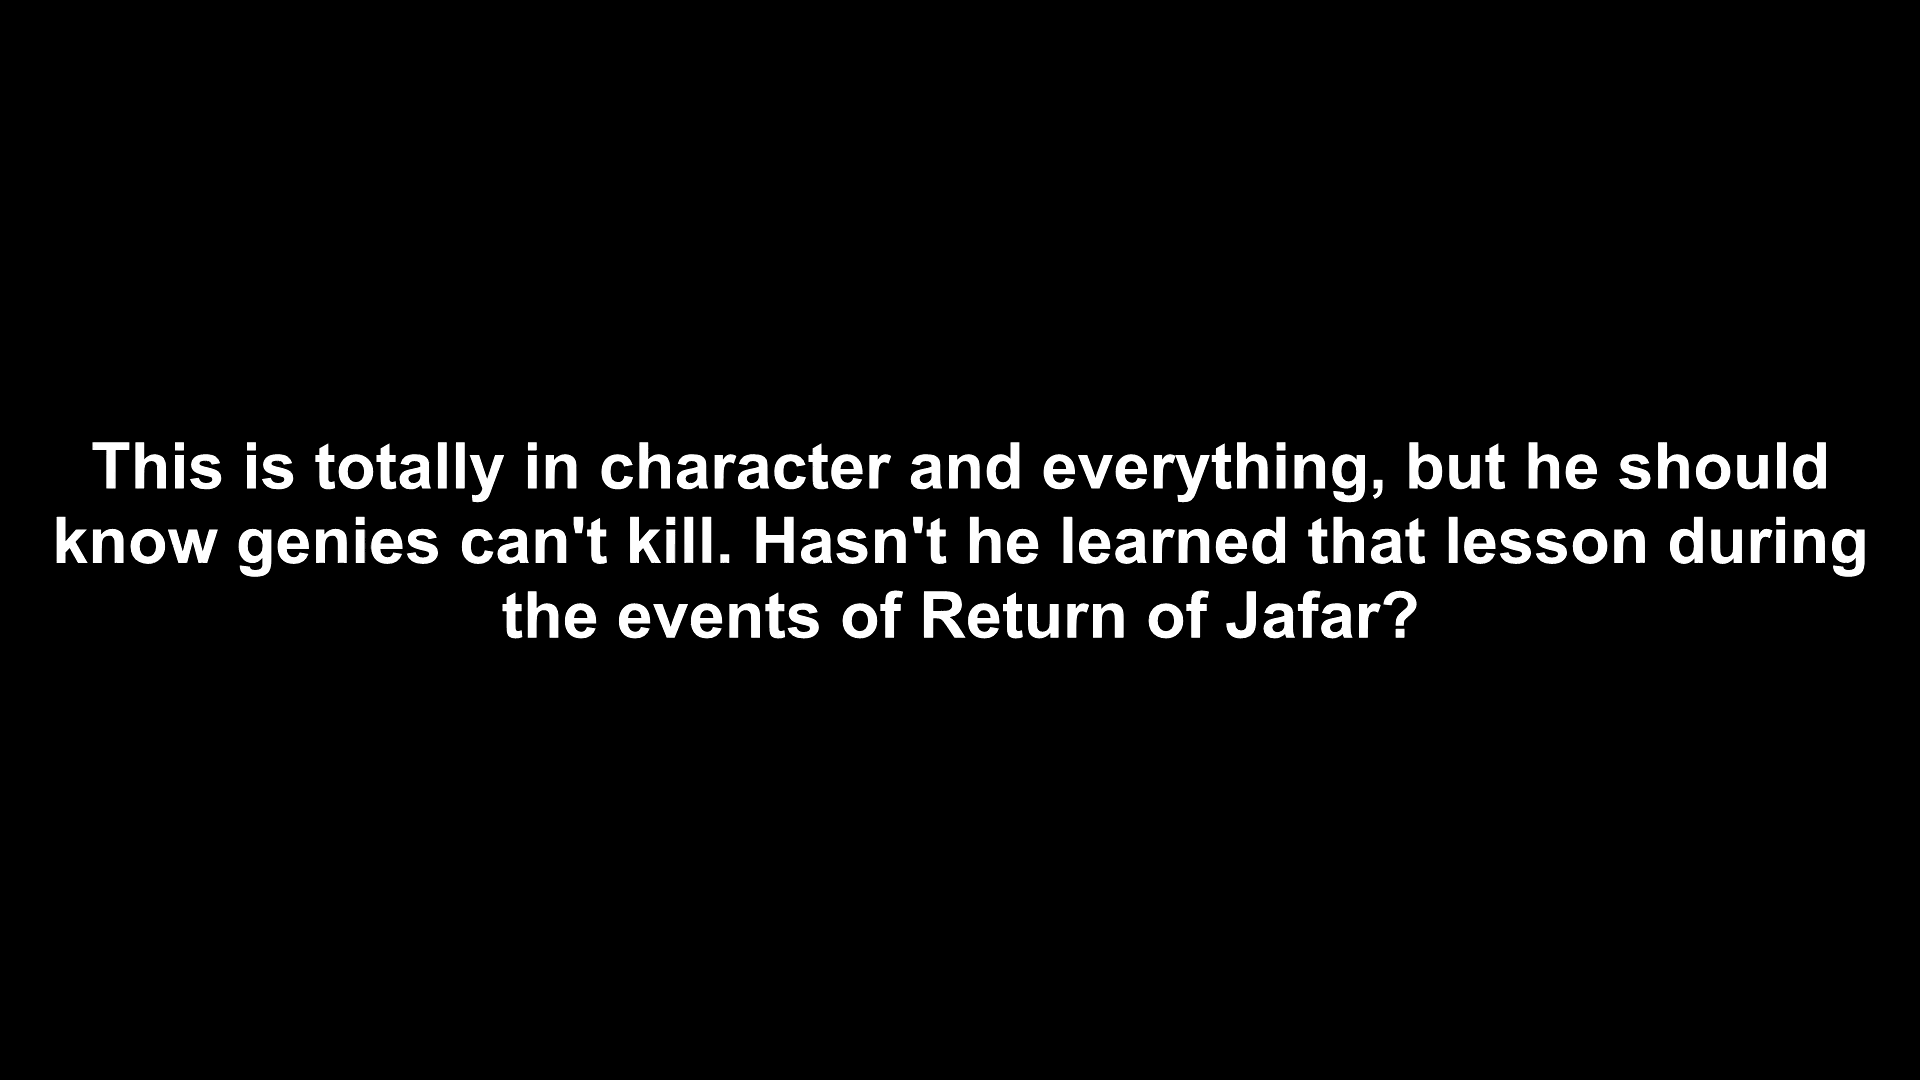 This is totally in character and everything, but he should
know genies can't kill. Hasn't he learned that lesson during
the events of Return of Jafar?